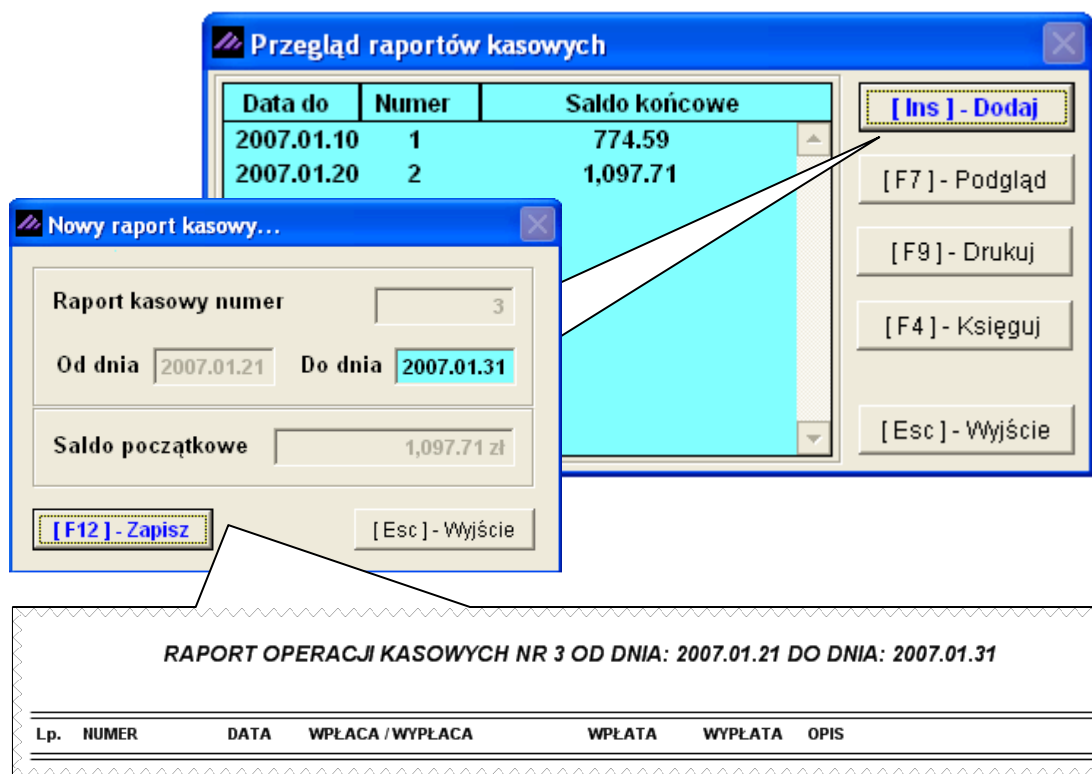 Przegląd raportów kasowych
Data do Numer Saldo końcowe
2007.01.10 1 774.59
2007.01.20 2 1,097.71
[ Ins ] - Dodaj
[ F7 ] - Podgląd
[ F9 ] - Drukuj
[ F4 ] - Księguj
[ Esc ] - Wyjście
Nowy raport kasowy...
Raport kasowy numer 3
Od dnia 2007.01.21 Do dnia 2007.01.31
Saldo początkowe 1,097.71 zł
[ F12 ] - Zapisz [ Esc ] - Wyjście
RAPORT OPERACJI KASOWYCH NR 3 OD DNIA: 2007.01.21 DO DNIA: 2007.01.31
Lp. NUMER DATA WPŁACA / WYPŁACA WPŁATA WYPŁATA OPIS